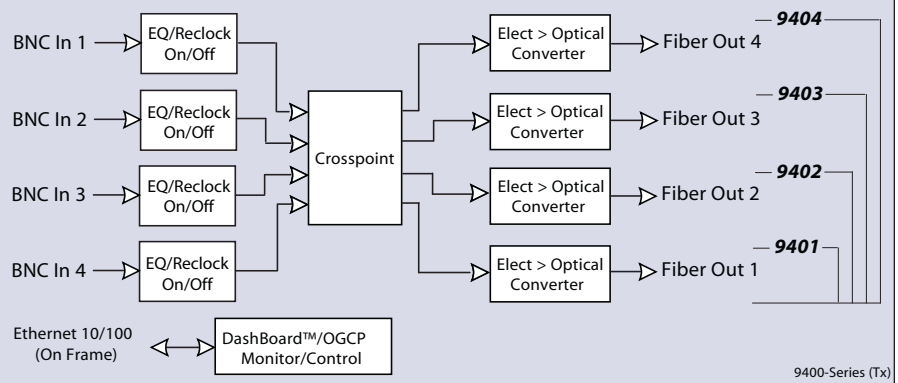 BNC In 1
EQ/Reclock
On/Off
Elect > Optical
Converter
Fiber Out 4
9404
BNC In 2
EQ/Reclock
On/Off
Elect > Optical
Converter
Fiber Out 3
9403
Crosspoint
BNC In 3
EQ/Reclock
On/Off
Elect > Optical
Converter
Fiber Out 2
9402
BNC In 4
EQ/Reclock
On/Off
Elect > Optical
Converter
Fiber Out 1
9401
Ethernet 10/100
(On Frame)
DashBoard™/OGCP
Monitor/Control
9400-Series (Tx)